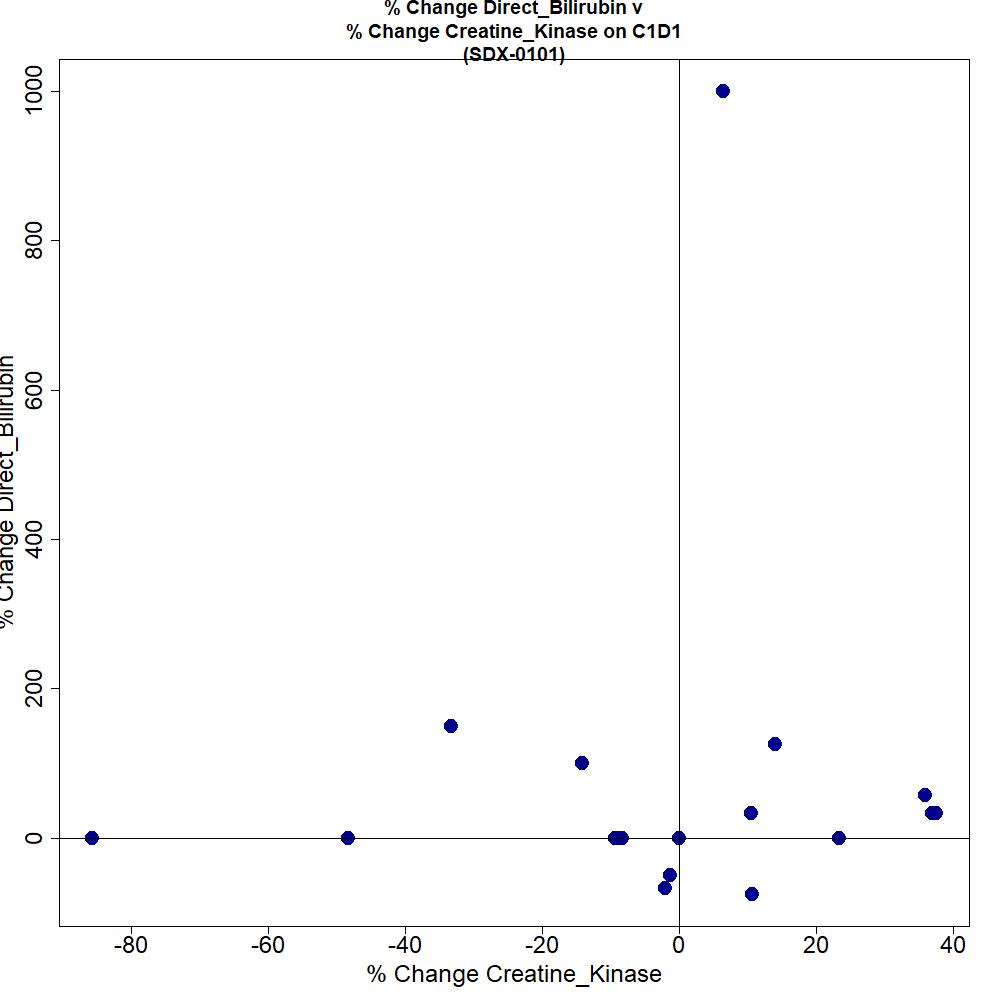 % Change Direct_Bilirubin v
% Change Creatine_Kinase on C1D1
(SDX-0101)
% Change Direct_Bilirubin
1000
800
600
400
200
0
-80 -60 -40 -20 0 20 40
% Change Creatine_Kinase